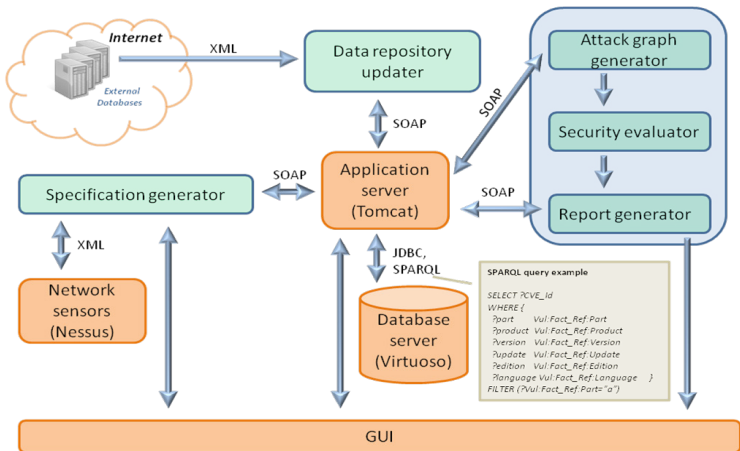 Internet
External
Databases
XML
Data repository
updater
Attack graph
generator
SOAP
SOAP
Security evaluator
Specification generator
SOAP
Application
server
(Tomcat)
SOAP
Report generator
XML
JDBC,
SPARQL
Network
sensors
(Nessus)
Database
server
(Virtuoso)
SPARQL query example
SELECT ?CVE_Id
WHERE {
?part Vul:Fact_Ref:Part
?product Vul:Fact_Ref:Product
?version Vul:Fact_Ref:Version
?update Vul:Fact_Ref:Update
?edition Vul:Fact_Ref:Edition
?language Vul:Fact_Ref:Language }
FILTER (?Vul:Fact_Ref:Part="a")
GUI